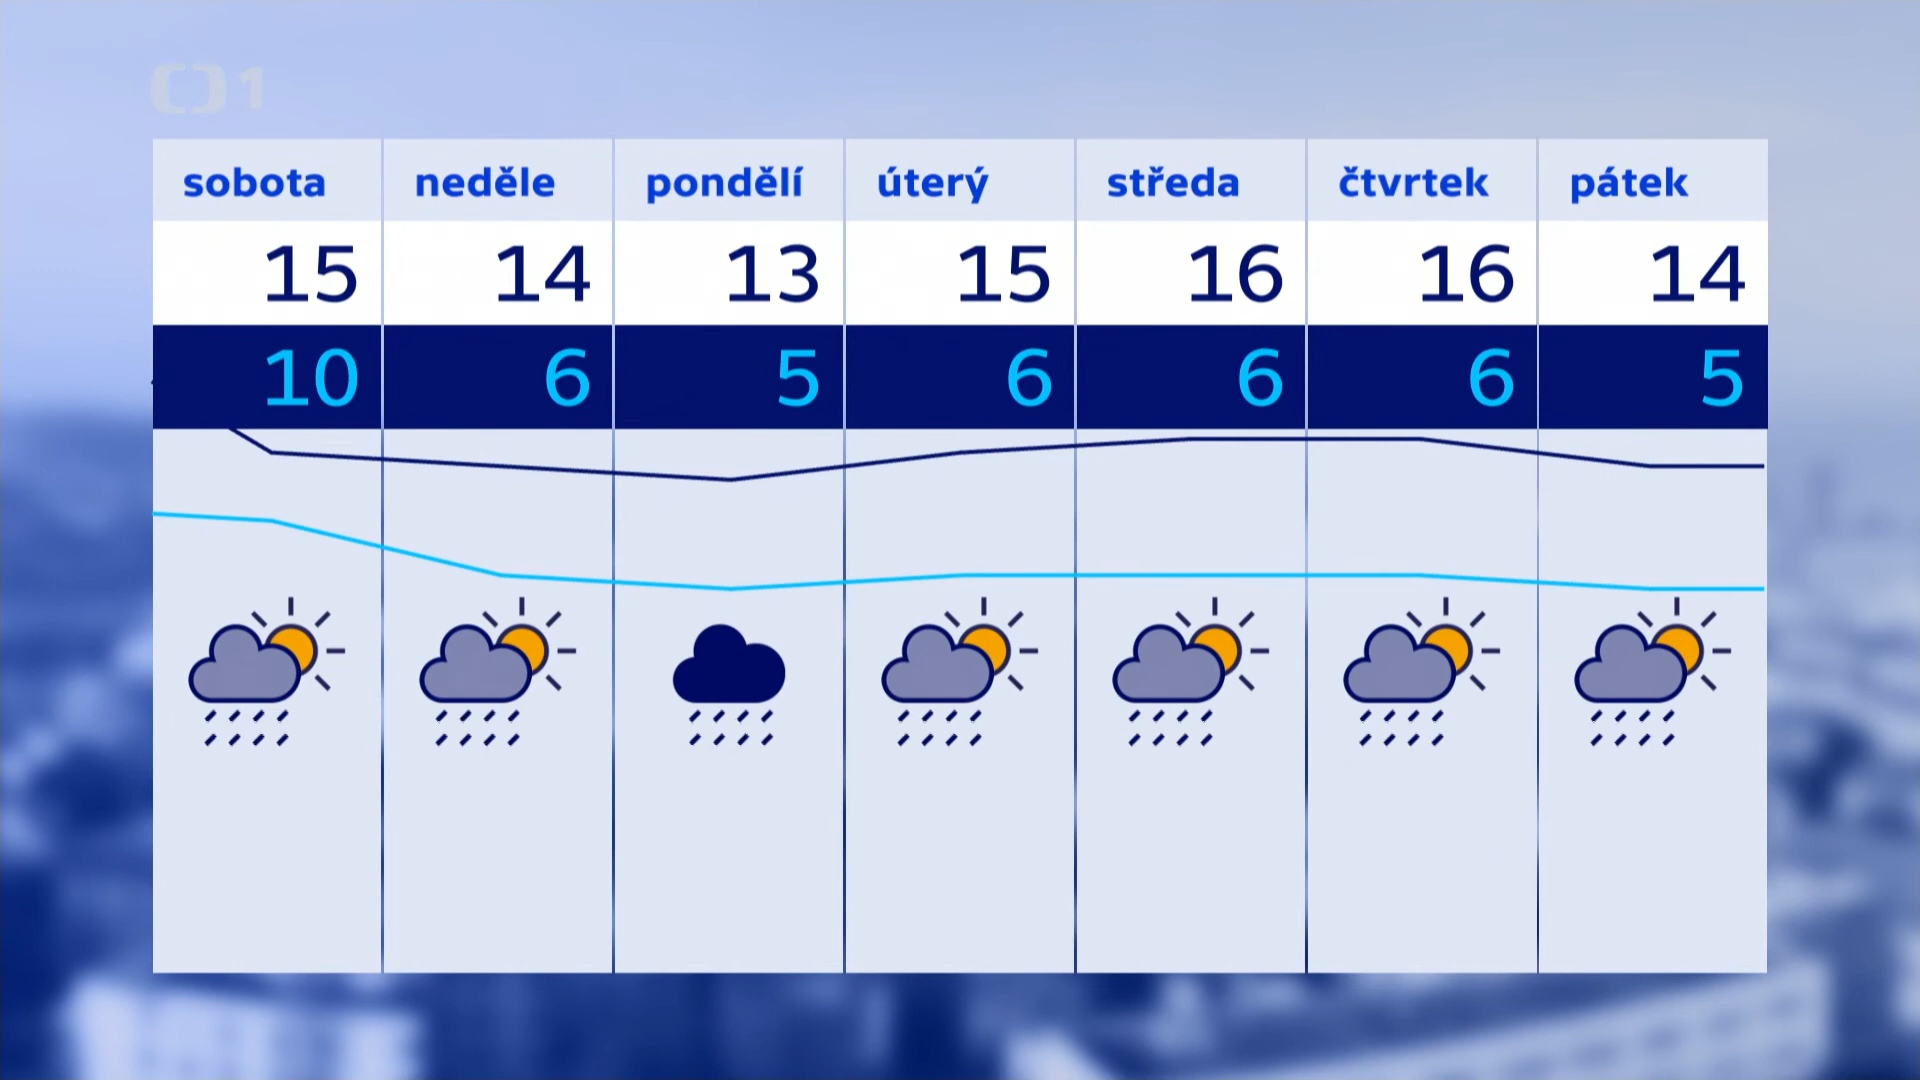 1
sobota neděle pondělí úterý středa čtvrtek pátek
15 14 13 15 16 16 14
10 6 5 6 6 6 5